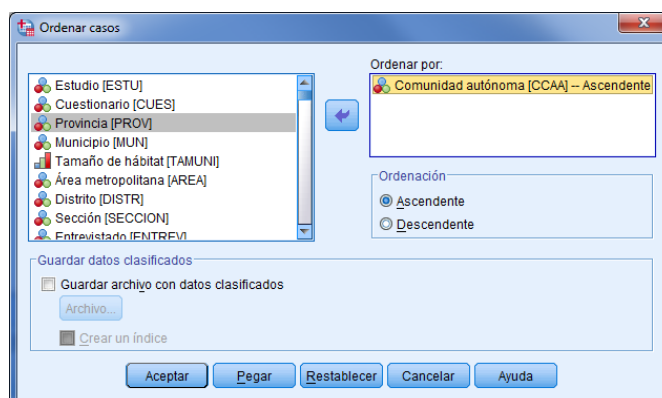 Ordenar casos
Estudio [ESTU]
Cuestionario [CUES]
Provincia [PROV]
Municipio [MUN]
Tamaño de hábitat [TAMUNI]
Área metropolitana [AREA]
Distrito [DISTR]
Sección [SECCION]
Entrevistado [ENTREV]
Ordenar por:
Comunidad autónoma [CCAA] -- Ascendente
Ordenación
Ascendente
Descendente
Guardar datos clasificados
Guardar archivo con datos clasificados
Archivo...
Crear un índice
Aceptar
Pegar
Restablecer
Cancelar
Ayuda